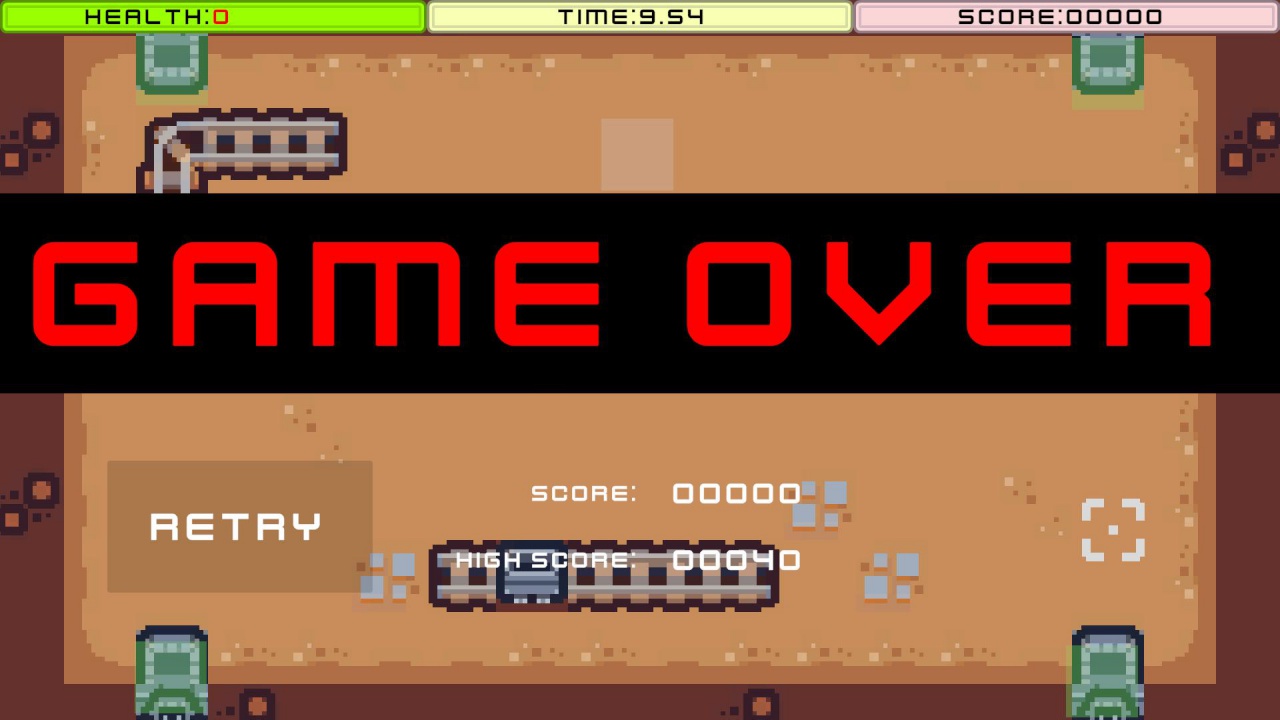 HEALTH:0
TIME:9.54
SCORE:00000
GAME OVER
RETRY
SCORE: 00000
HIGH SCORE: 00040